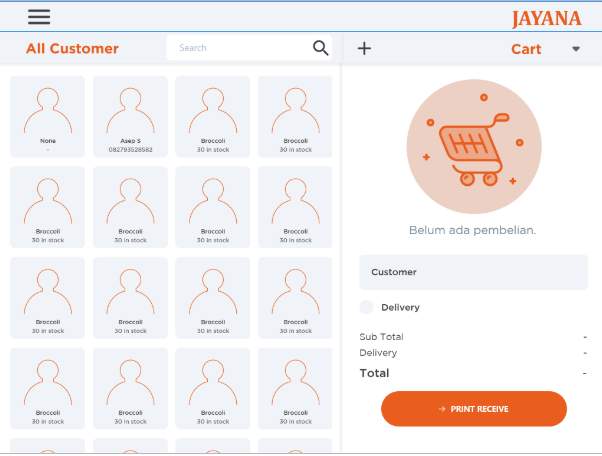 JAYANA
All Customer
Search
Cart
None
-
Asep S
082793528582
Broccoli
30 in stock
Broccoli
30 in stock
Broccoli
30 in stock
Broccoli
30 in stock
Broccoli
30 in stock
Broccoli
30 in stock
Broccoli
30 in stock
Broccoli
30 in stock
Broccoli
30 in stock
Broccoli
30 in stock
Broccoli
30 in stock
Broccoli
30 in stock
Broccoli
30 in stock
Broccoli
30 in stock
Belum ada pembelian.
Customer
Delivery
Sub Total -
Delivery -
Total -
→ PRINT RECEIVE